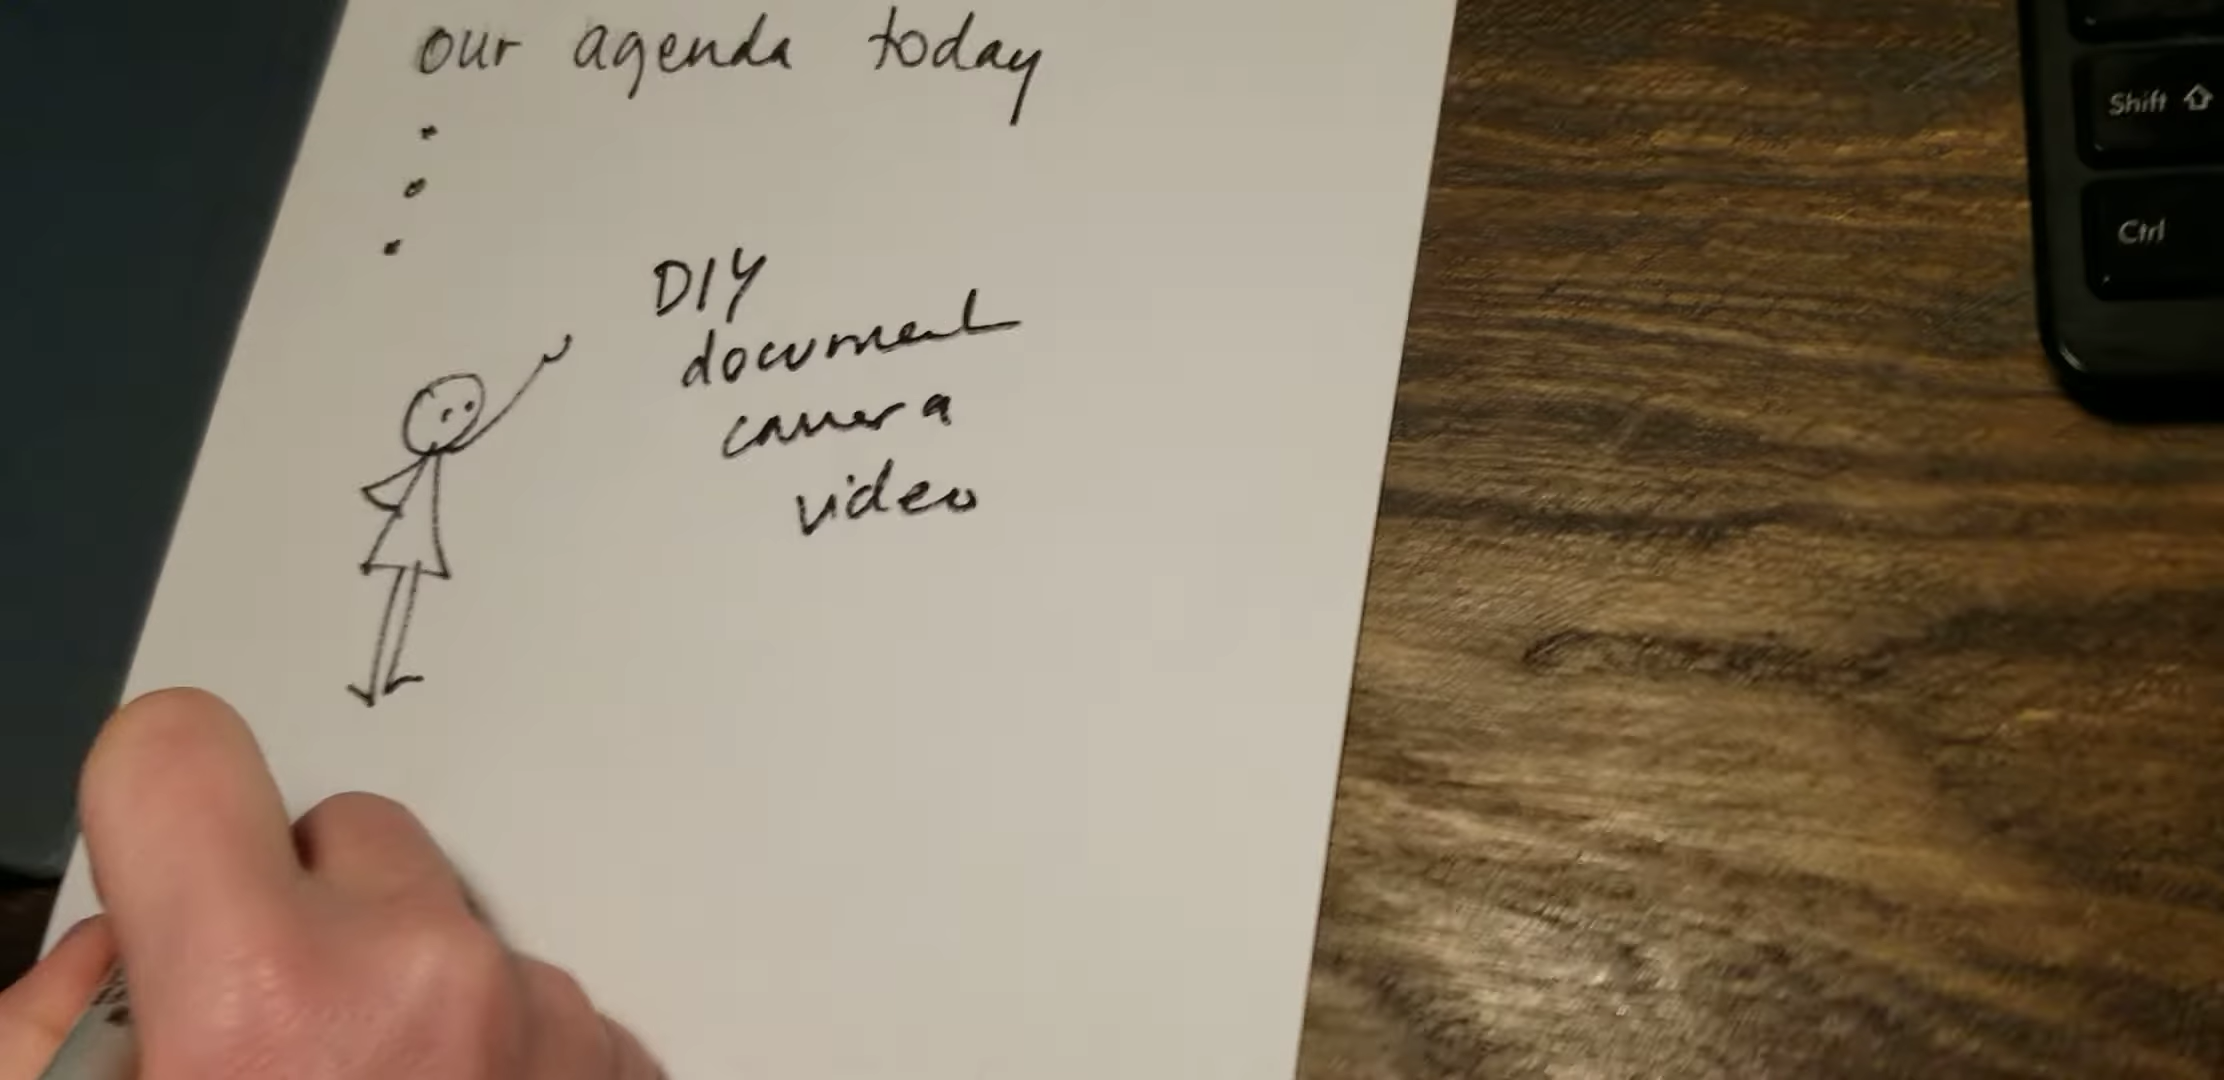 our agenda today
DIY
document
camera
video
Shift
Ctrl